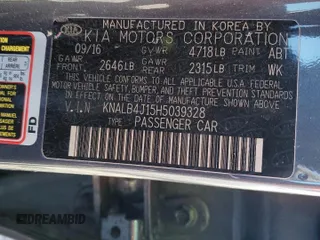 MANUFACTURED IN KOREA BY
KIA
KIA MOTORS CORPORATION
09/16 GVWR 4718LB PAINT ABT
GAWR FRONT: 2646LB GAWR REAR 2315LB TRIM WK
THIS VEHICLE CONFORMS TO ALL APPLICABLE FEDERAL MOTOR
VEHICLE SAFETY, BUMPER, AND THEFT PREVENTION STANDARDS
IN EFFECT ON THE DATE OF MANUFACTURE SHOWN ABOVE.
V.I.N KNALB4J15H5039328
TYPE: PASSENGER CAR
FD
DREAMBID